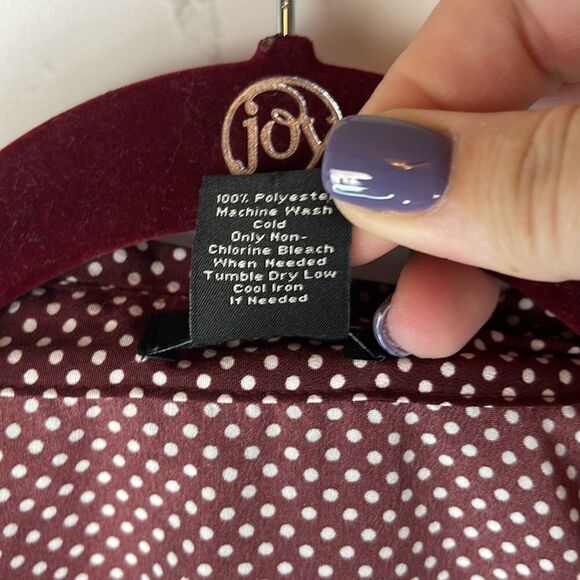 joy
100% Polyester
Machine Wash
Cold
Only Non-
Chlorine Bleach
When Needed
Tumble Dry Low
Cool Iron
If Needed